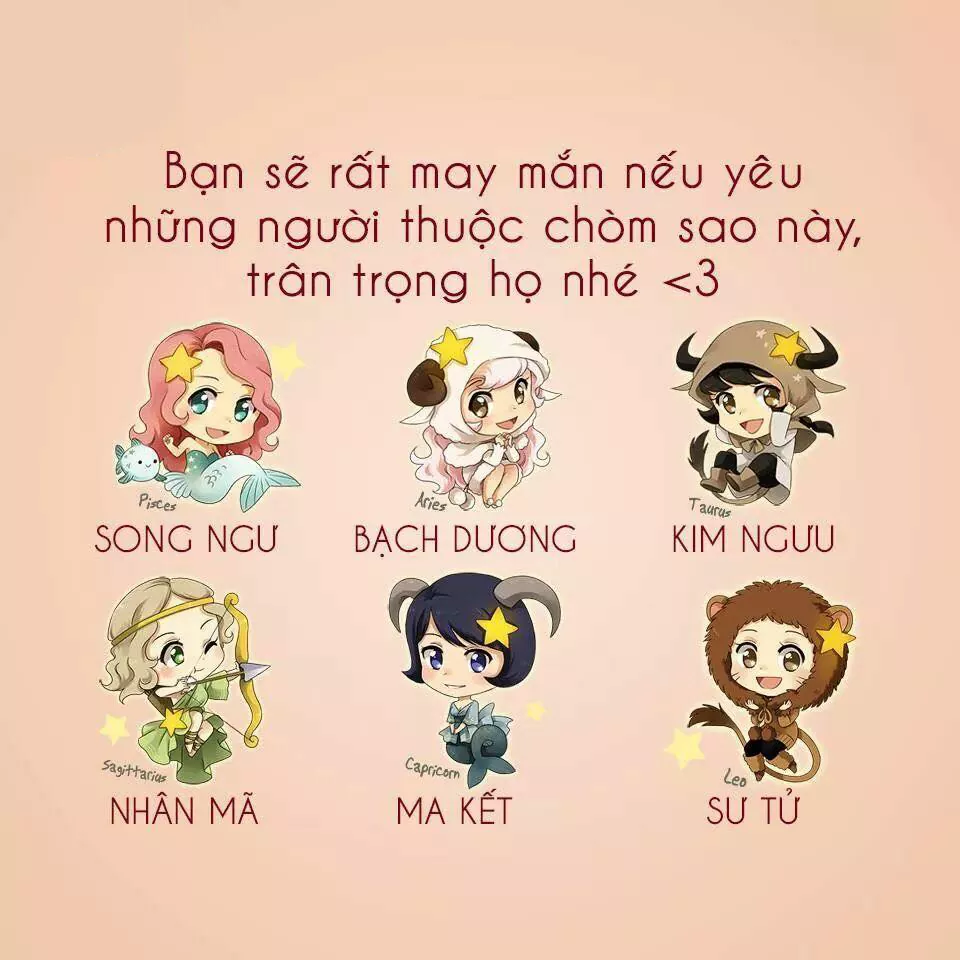 Bạn sẽ rất may mắn nếu yêu
những người thuộc chòm sao này,
trân trọng họ nhé <3
Pisces
Aries
Taurus
SONG NGƯ
BẠCH DƯƠNG
KIM NGƯU
Sagittarius
Capricorn
Leo
NHÂN MÃ
MA KẾT
SƯ TỬ